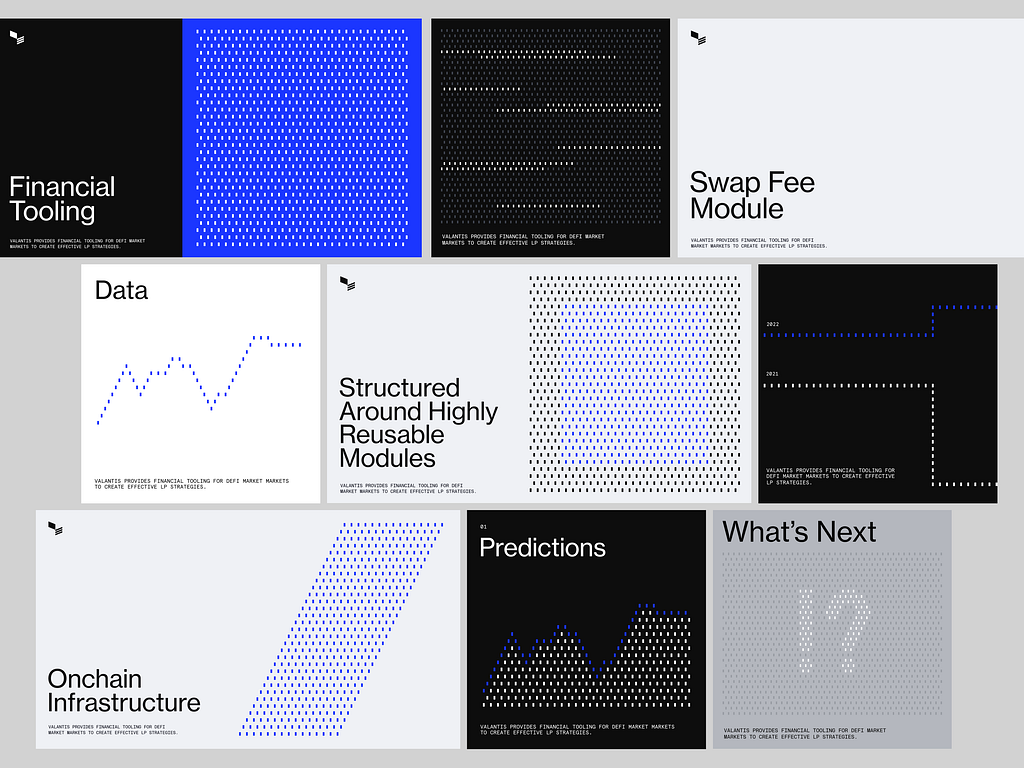 Financial
Tooling
VALANTIS PROVIDES FINANCIAL TOOLING FOR DEFI MARKET
MARKETS TO CREATE EFFECTIVE LP STRATEGIES.
VALANTIS PROVIDES FINANCIAL TOOLING FOR DEFI MARKET
MARKETS TO CREATE EFFECTIVE LP STRATEGIES.
Swap Fee
Module
VALANTIS PROVIDES FINANCIAL TOOLING FOR DEFI
MARKET MARKETS TO CREATE EFFECTIVE LP STRATEGIES.
Data
VALANTIS PROVIDES FINANCIAL TOOLING FOR DEFI MARKET MARKETS
TO CREATE EFFECTIVE LP STRATEGIES.
Structured
Around Highly
Reusable
Modules
VALANTIS PROVIDES FINANCIAL TOOLING FOR DEFI
MARKET MARKETS TO CREATE EFFECTIVE LP STRATEGIES.
2022
2021
VALANTIS PROVIDES FINANCIAL TOOLING FOR
DEFI MARKET MARKETS TO CREATE EFFECTIVE
LP STRATEGIES.
Onchain
Infrastructure
VALANTIS PROVIDES FINANCIAL TOOLING FOR DEFI
MARKET MARKETS TO CREATE EFFECTIVE LP STRATEGIES.
01
Predictions
VALANTIS PROVIDES FINANCIAL TOOLING FOR DEFI MARKET MARKETS
TO CREATE EFFECTIVE LP STRATEGIES.
What's Next
!?
VALANTIS PROVIDES FINANCIAL TOOLING FOR DEFI MARKET
MARKETS TO CREATE EFFECTIVE LP STRATEGIES.